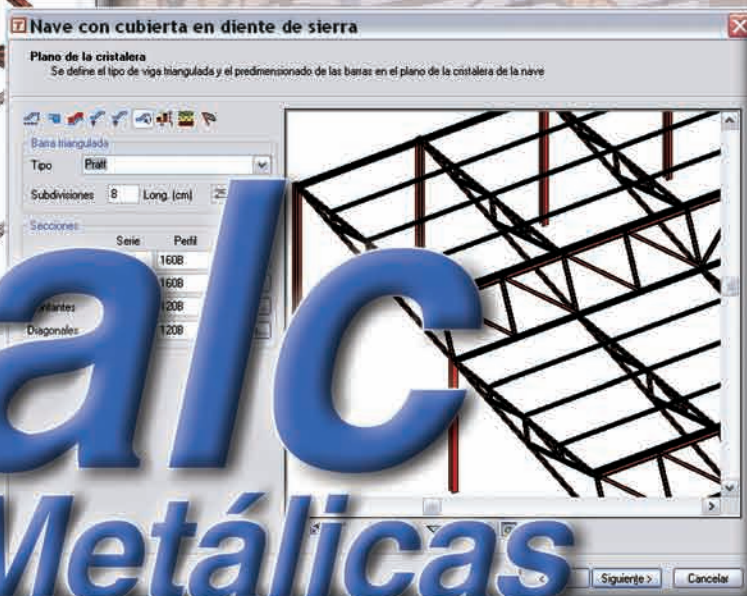 Nave con cubierta en diente de sierra
Plano de la cristalera
Se define el tipo de viga triangulada y el predimensionado de las barras en el plano de la cristalera de la nave
Barra triangulada
Tipo Pratt
Subdivisiones 8 Long. (cm) 25
Secciones
Serie Perfil
160B
160B
120B
Diagonales 120B
alc
Metálicas
< Siguiente > Cancelar